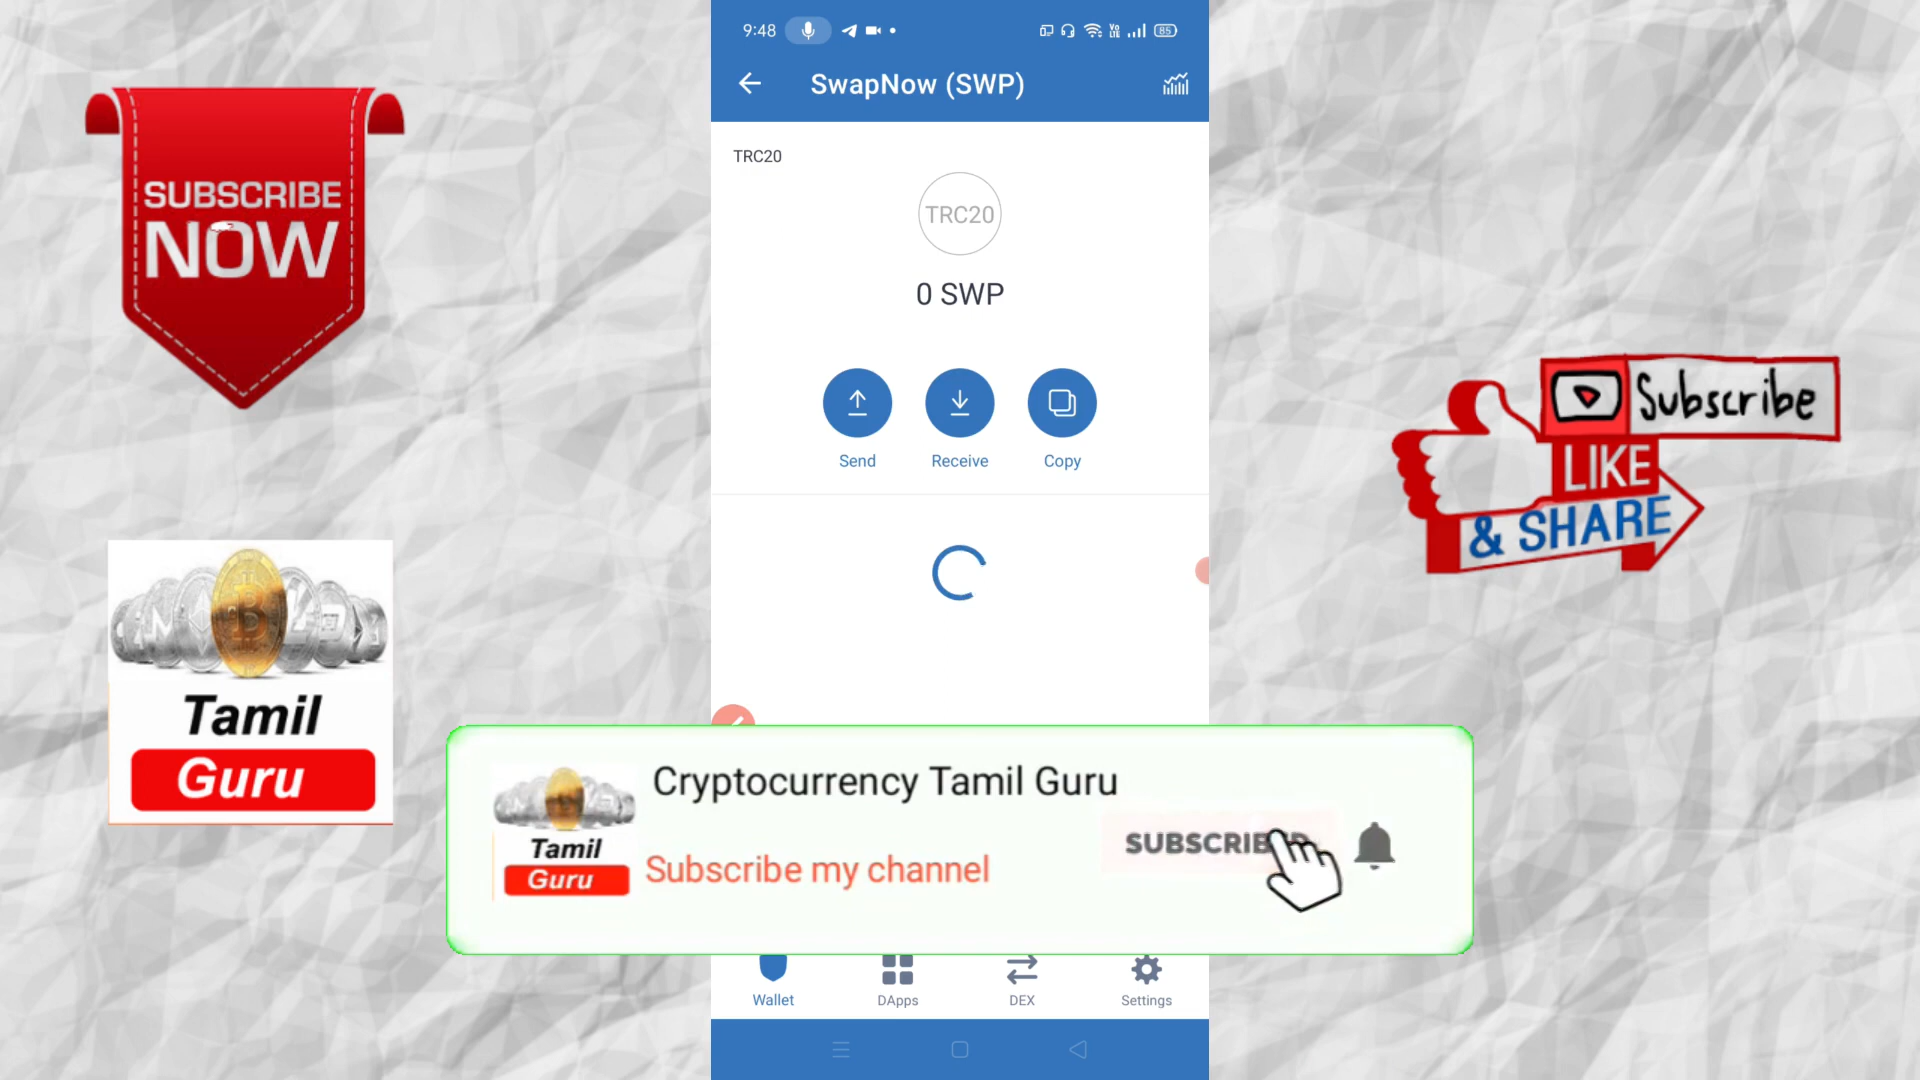 9:48
85
SwapNow (SWP)
TRC20
TRC20
0 SWP
Send
Receive
Copy
SUBSCRIBE
NOW
Subscribe
LIKE
& SHARE
Tamil
Guru
Cryptocurrency Tamil Guru
Tamil
Guru
Subscribe my channel
Wallet
DApps
DEX
Settings